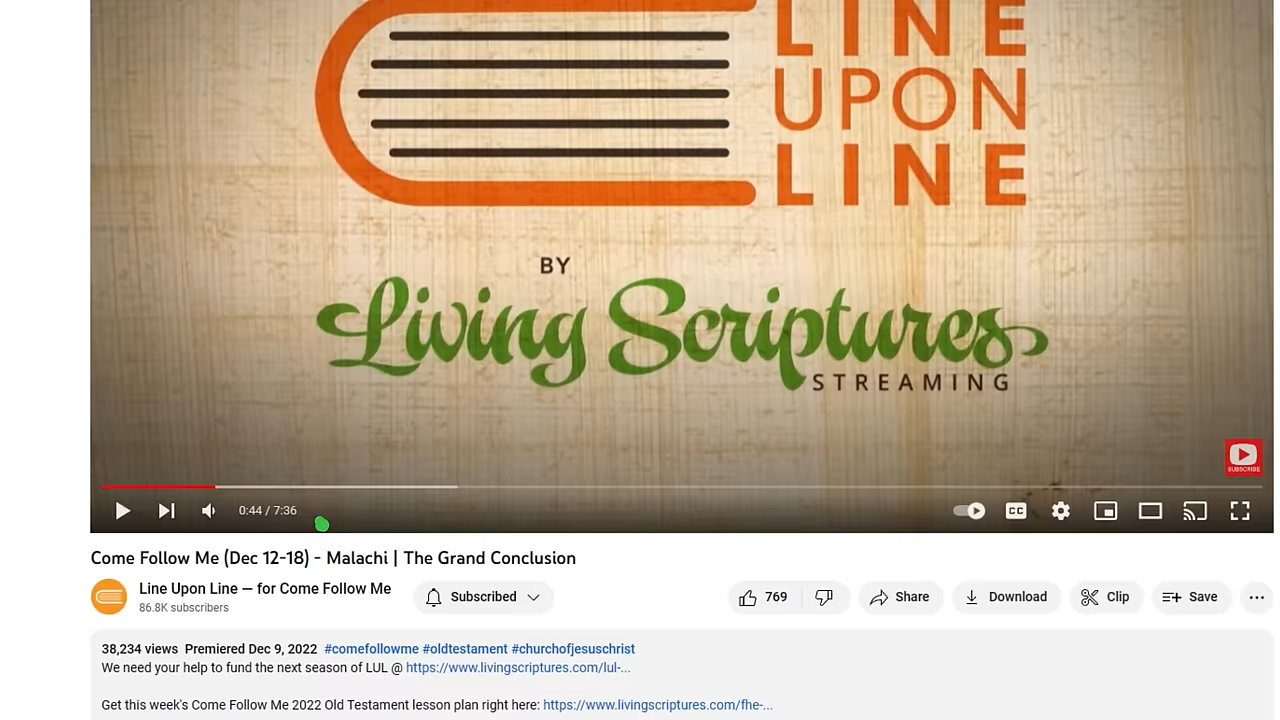 LINE
UPON
LINE
BY
Living Scriptures
STREAMING
SUBSCRIBE
0:44 / 7:36
CC
Come Follow Me (Dec 12-18) - Malachi | The Grand Conclusion
Line Upon Line — for Come Follow Me
86.8K subscribers
Subscribed
769
Share
Download
Clip
Save
38,234 views Premiered Dec 9, 2022 #comefollowme #oldtestament #churchofjesuschrist
We need your help to fund the next season of LUL @ https://www.livingscriptures.com/lul-...
Get this week's Come Follow Me 2022 Old Testament lesson plan right here: https://www.livingscriptures.com/fhe-...